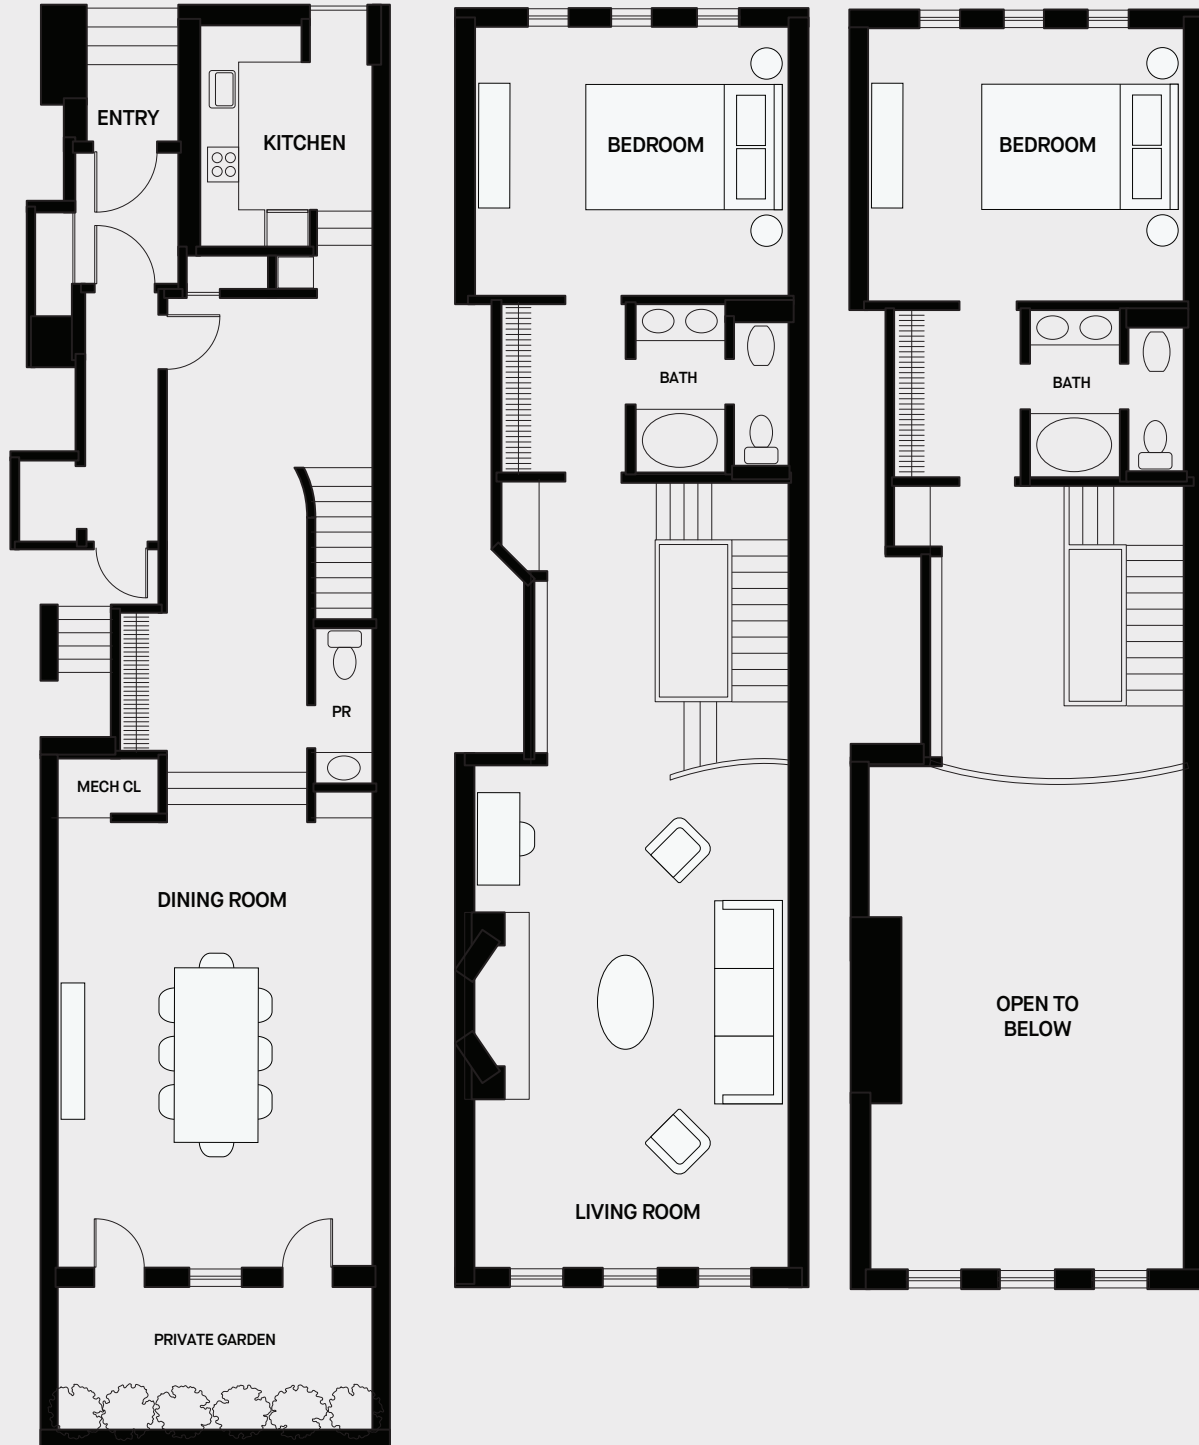 ENTRY
KITCHEN
PR
MECH CL
DINING ROOM
PRIVATE GARDEN
BEDROOM
BATH
LIVING ROOM
BEDROOM
BATH
OPEN TO
BELOW